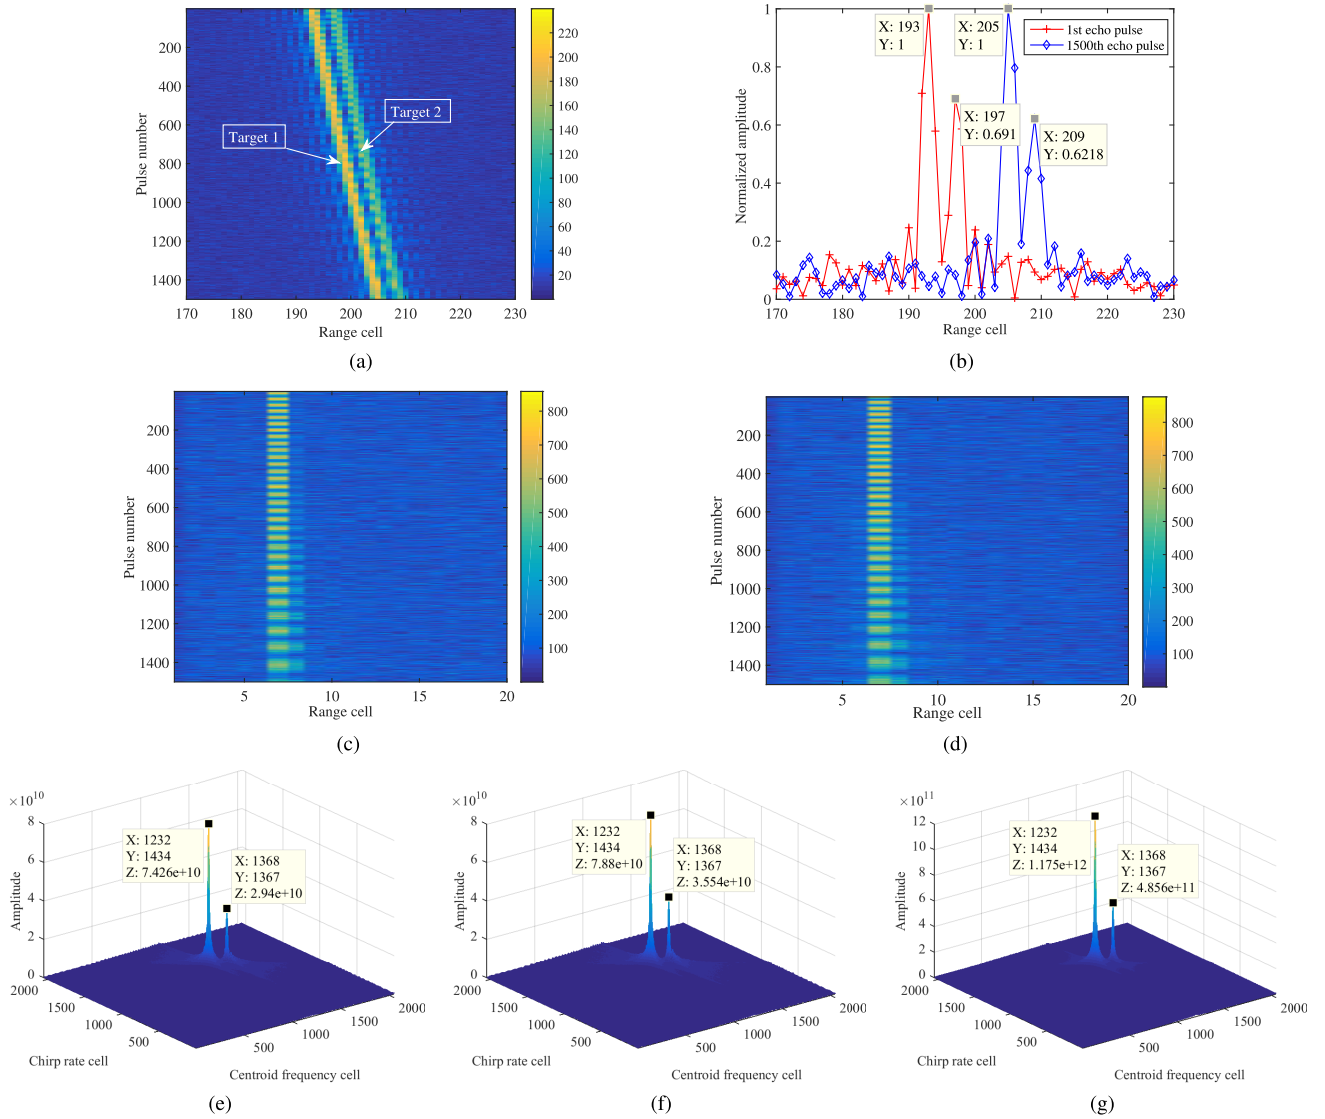 200
400
600
800
1000
1200
1400
Pulse number
Target 1
Target 2
170 180 190 200 210 220 230
Range cell
220
200
180
160
140
120
100
80
60
40
20
(a)
1
0.8
0.6
0.4
0.2
0
Normalized amplitude
X: 193
Y: 1
X: 205
Y: 1
1st echo pulse
1500th echo pulse
X: 197
Y: 0.691
X: 209
Y: 0.6218
170 180 190 200 210 220 230
Range cell
(b)
200
400
600
800
1000
1200
1400
Pulse number
5 10 15 20
Range cell
800
700
600
500
400
300
200
100
(c)
200
400
600
800
1000
1200
1400
Pulse number
5 10 15 20
Range cell
800
700
600
500
400
300
200
100
(d)
×10^10
8
6
4
2
0
Amplitude
X: 1232
Y: 1434
Z: 7.426e+10
X: 1368
Y: 1367
Z: 2.94e+10
2000
1500
1000
500
Chirp rate cell
500
1000
1500
2000
Centroid frequency cell
(e)
×10^10
8
6
4
2
0
Amplitude
X: 1232
Y: 1434
Z: 7.88e+10
X: 1368
Y: 1367
Z: 3.554e+10
2000
1500
1000
500
Chirp rate cell
500
1000
1500
2000
Centroid frequency cell
(f)
×10^11
12
10
8
6
4
2
0
Amplitude
X: 1232
Y: 1434
Z: 1.175e+12
X: 1368
Y: 1367
Z: 4.856e+11
2000
1500
1000
500
Chirp rate cell
500
1000
1500
2000
Centroid frequency cell
(g)